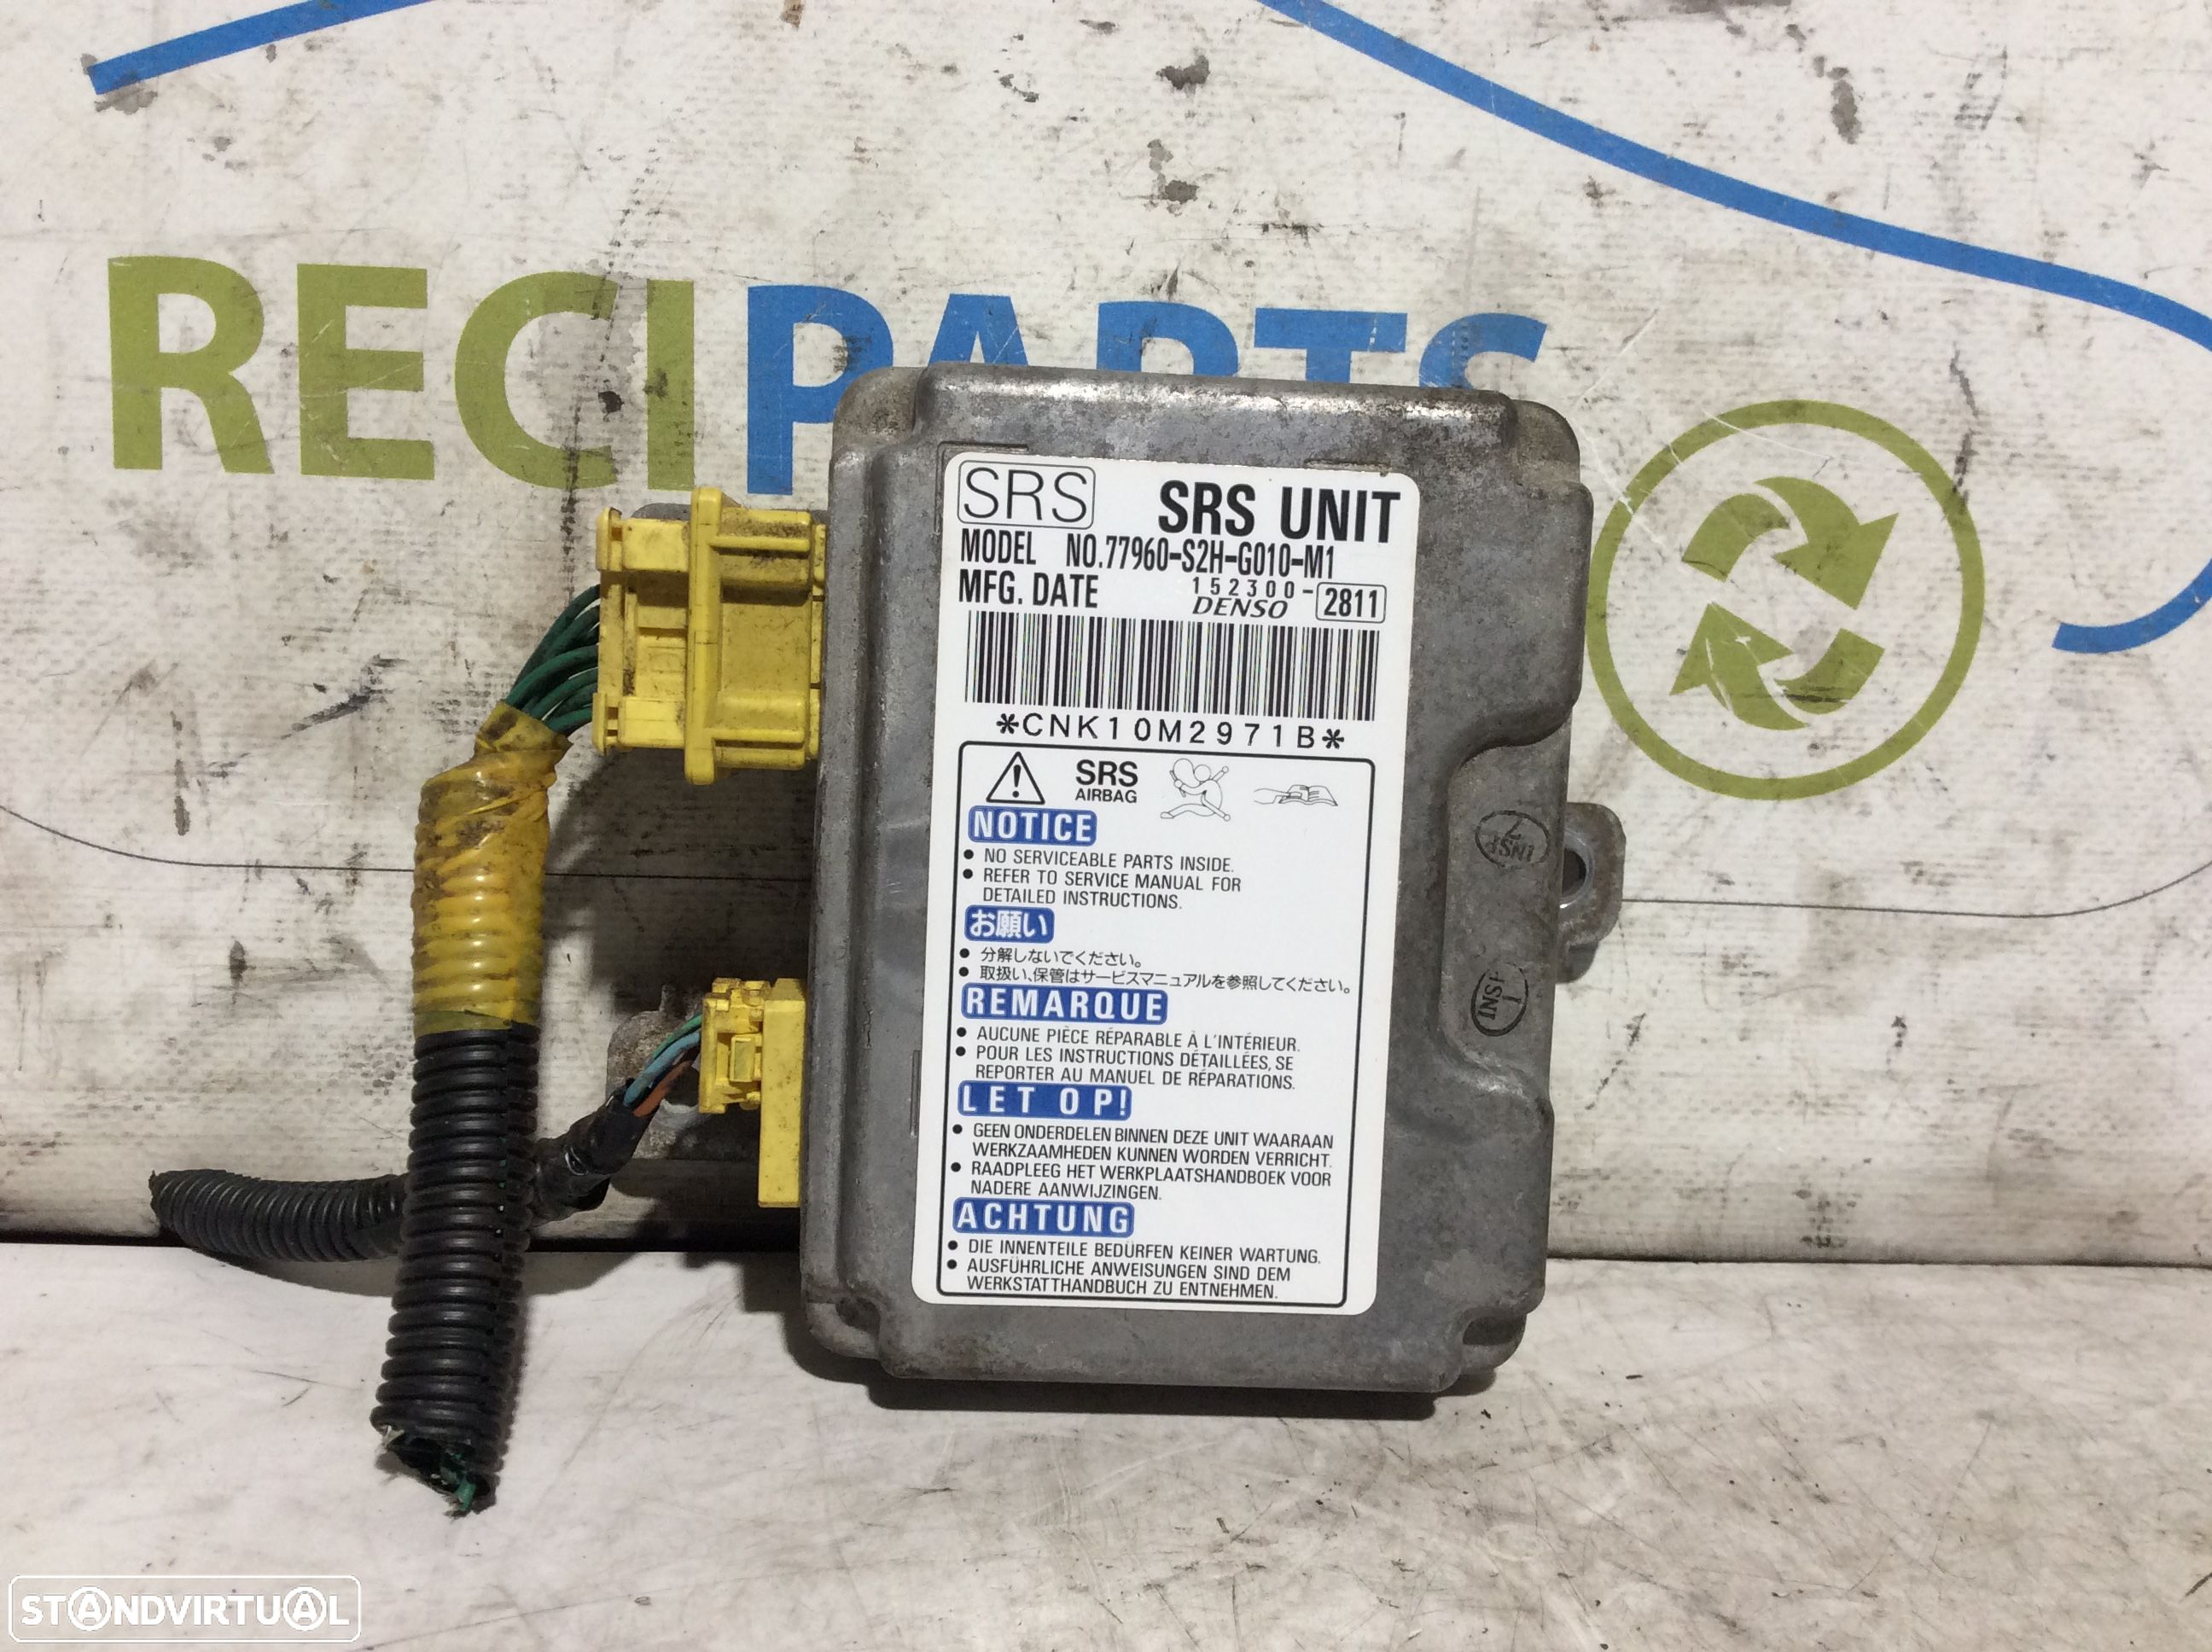 RECIPARTS
SRS SRS UNIT
MODEL NO.77960-S2H-G010-M1
MFG. DATE 152300- 2811
DENSO
*CNK10M2971B*
SRS
AIRBAG
NOTICE
• NO SERVICEABLE PARTS INSIDE.
• REFER TO SERVICE MANUAL FOR
DETAILED INSTRUCTIONS.
お願い
• 分解しないでください。
• 取扱い、保管はサービスマニュアルを参照してください。
REMARQUE
• AUCUNE PIÈCE RÉPARABLE À L'INTÉRIEUR.
• POUR LES INSTRUCTIONS DÉTAILLÉES, SE
REPORTER AU MANUEL DE RÉPARATIONS.
LET OP!
• GEEN ONDERDELEN BINNEN DEZE UNIT WAARAAN
WERKZAAMHEDEN KUNNEN WORDEN VERRICHT.
• RAADPLEEG HET WERKPLAATSHANDBOEK VOOR
NADERE AANWIJZINGEN.
ACHTUNG
• DIE INNENTEILE BEDÜRFEN KEINER WARTUNG.
• AUSFÜHRLICHE ANWEISUNGEN SIND DEM
WERKSTATTHANDBUCH ZU ENTNEHMEN.
INSP
7
INSP
1
STANDVIRTUAL